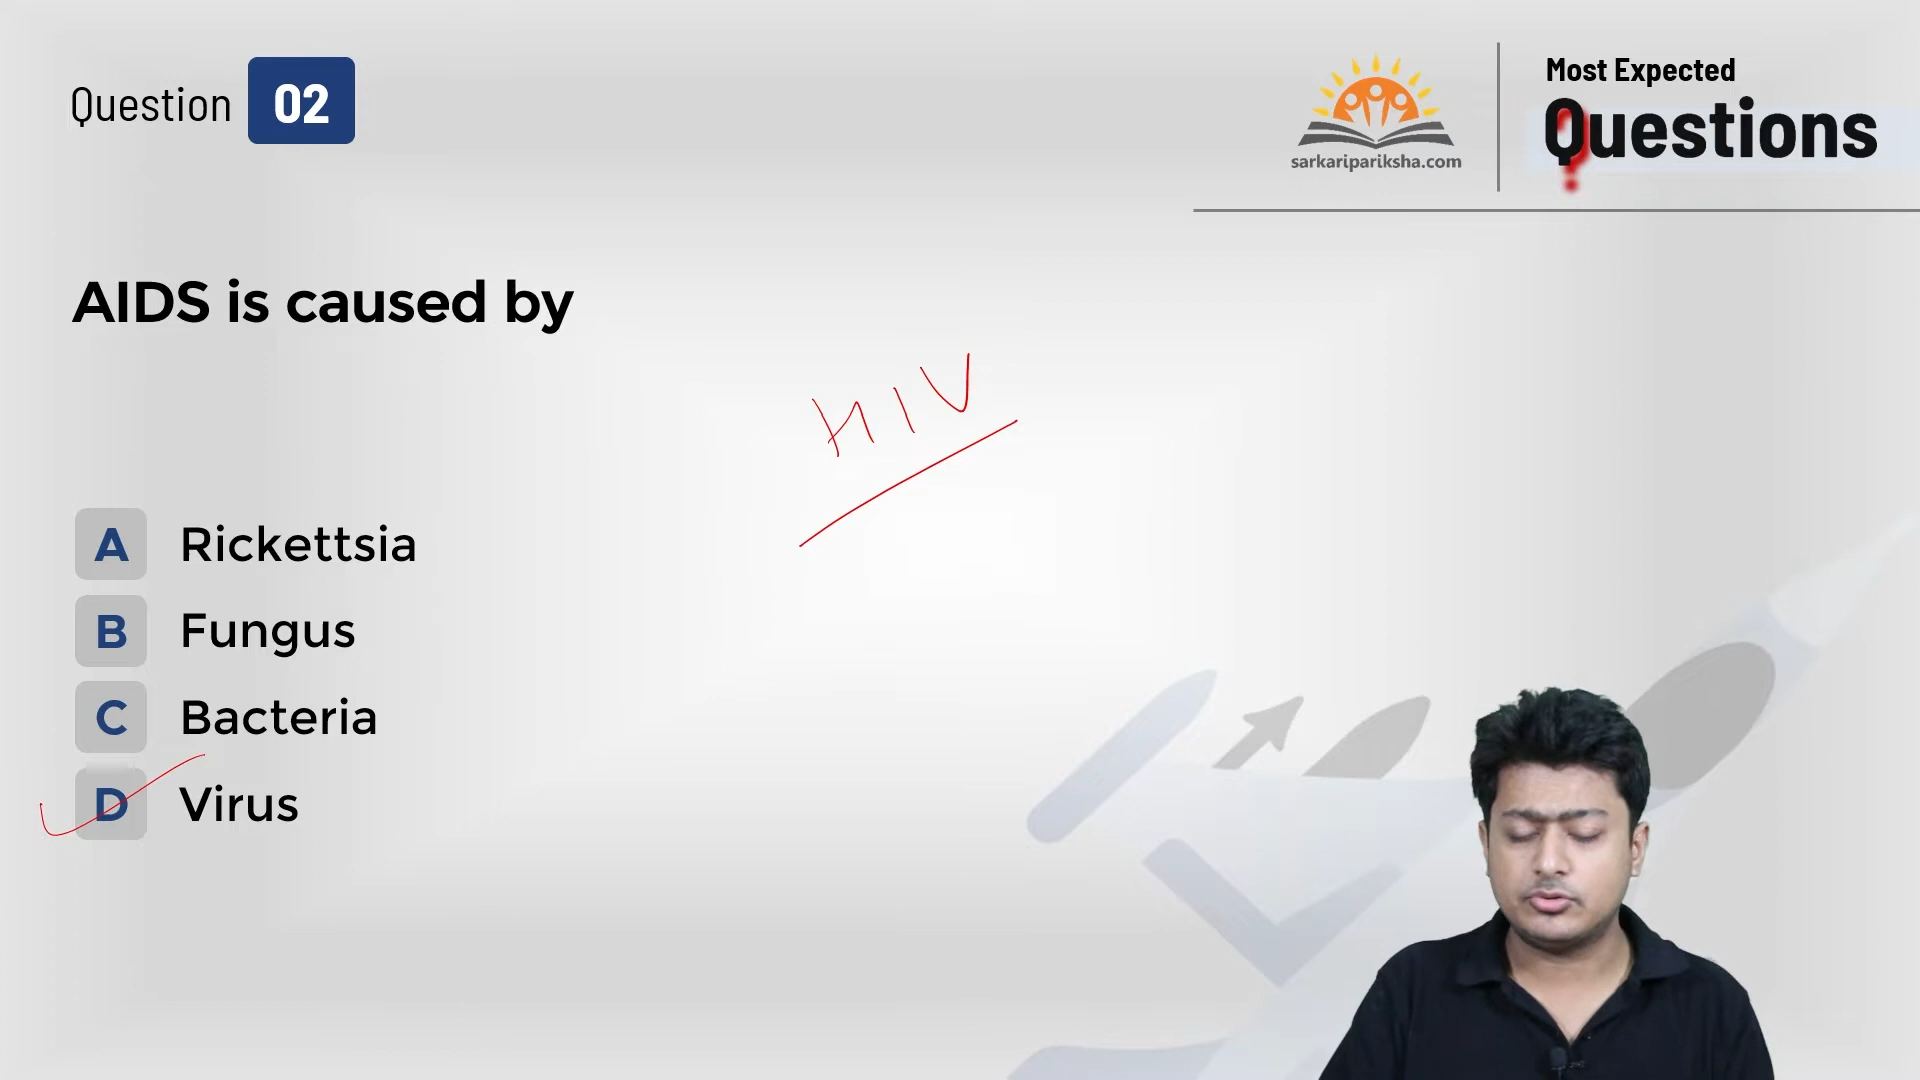 Question 02
sarkaripariksha.com
Most Expected
Questions
AIDS is caused by
HIV
A Rickettsia
B Fungus
C Bacteria
D Virus